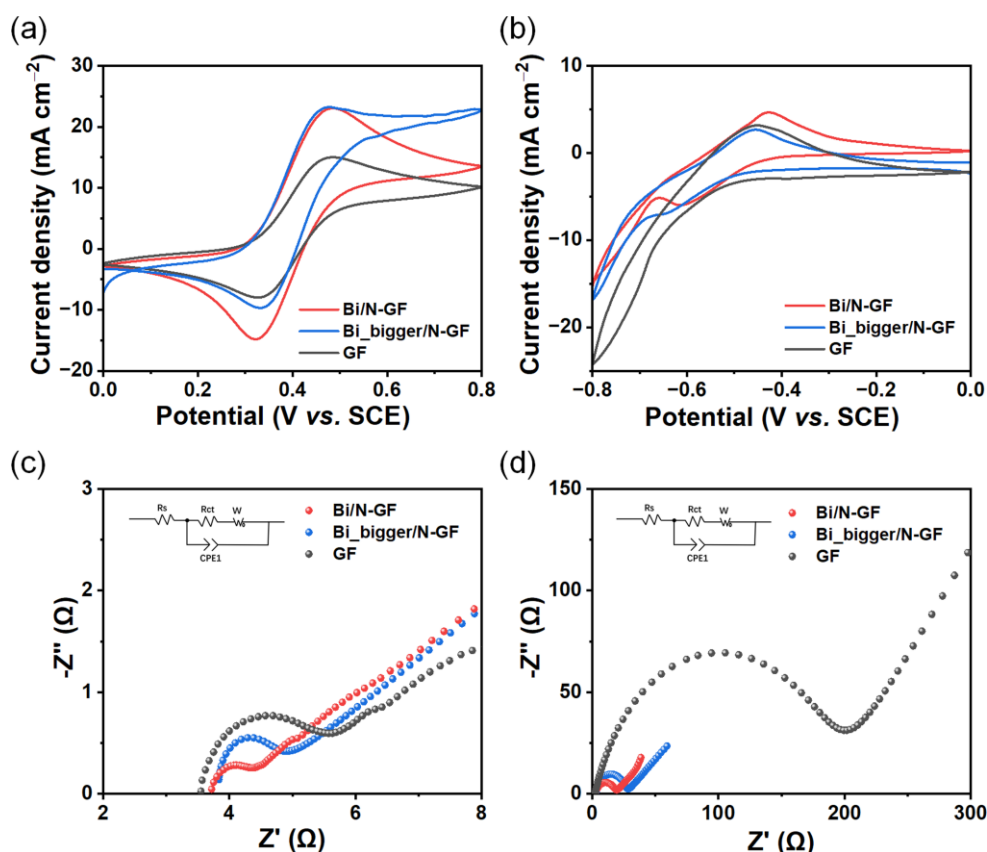 (a)
Current density (mA cm⁻²)
30
20
10
0
−10
−20
0.0 0.2 0.4 0.6 0.8
Potential (V vs. SCE)
Bi/N-GF
Bi_bigger/N-GF
GF
(b)
Current density (mA cm⁻²)
10
0
−10
−20
−0.8 −0.6 −0.4 −0.2 0.0
Potential (V vs. SCE)
Bi/N-GF
Bi_bigger/N-GF
GF
(c)
-Z'' (Ω)
3
2
1
0
2 4 6 8
Z' (Ω)
Rs Rct W
CPE1
Bi/N-GF
Bi_bigger/N-GF
GF
(d)
-Z'' (Ω)
150
100
50
0
0 100 200 300
Z' (Ω)
Rs Rct W
CPE1
Bi/N-GF
Bi_bigger/N-GF
GF